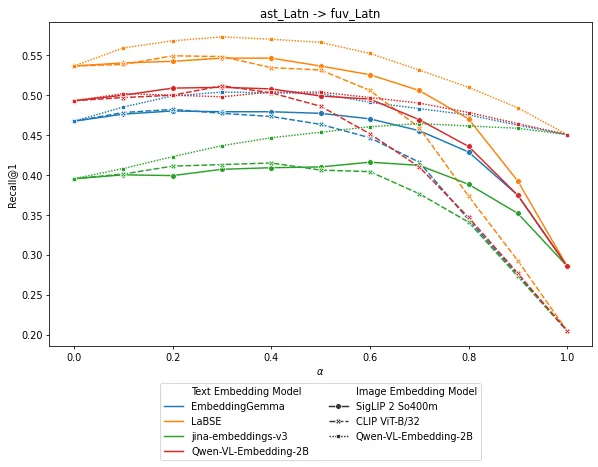 ast_Latn -> fuv_Latn
Recall@1
0.55
0.50
0.45
0.40
0.35
0.30
0.25
0.20
0.0 0.2 0.4 0.6 0.8 1.0
α
Text Embedding Model
EmbeddingGemma
LaBSE
jina-embeddings-v3
Qwen-VL-Embedding-2B
Image Embedding Model
SigLIP 2 So400m
CLIP ViT-B/32
Qwen-VL-Embedding-2B